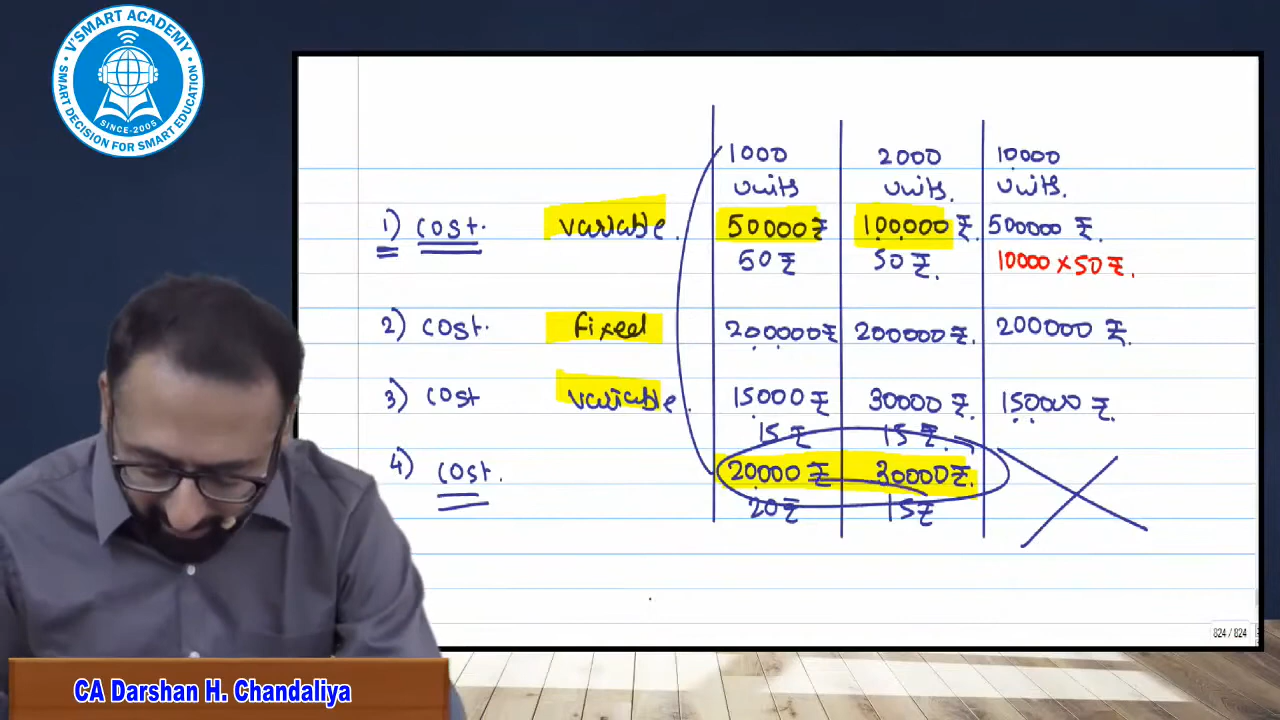 V'SMART ACADEMY
SMART DECISION FOR SMART EDUCATION
SINCE-2005
1000 2000 10000
units units. units.
1) cost. variable. 50000 ₹ 100,000 ₹. 500000 ₹.
50 ₹ 50 ₹. 10000 × 50 ₹.
2) cost. fixed 200000 ₹ 200000 ₹. 200000 ₹.
3) cost variable. 15000 ₹ 30000 ₹. 150000 ₹.
15 ₹ 15 ₹.
4) cost. 20000 ₹ 30000 ₹.
20 ₹ 15 ₹
824 / 824
CA Darshan H. Chandaliya